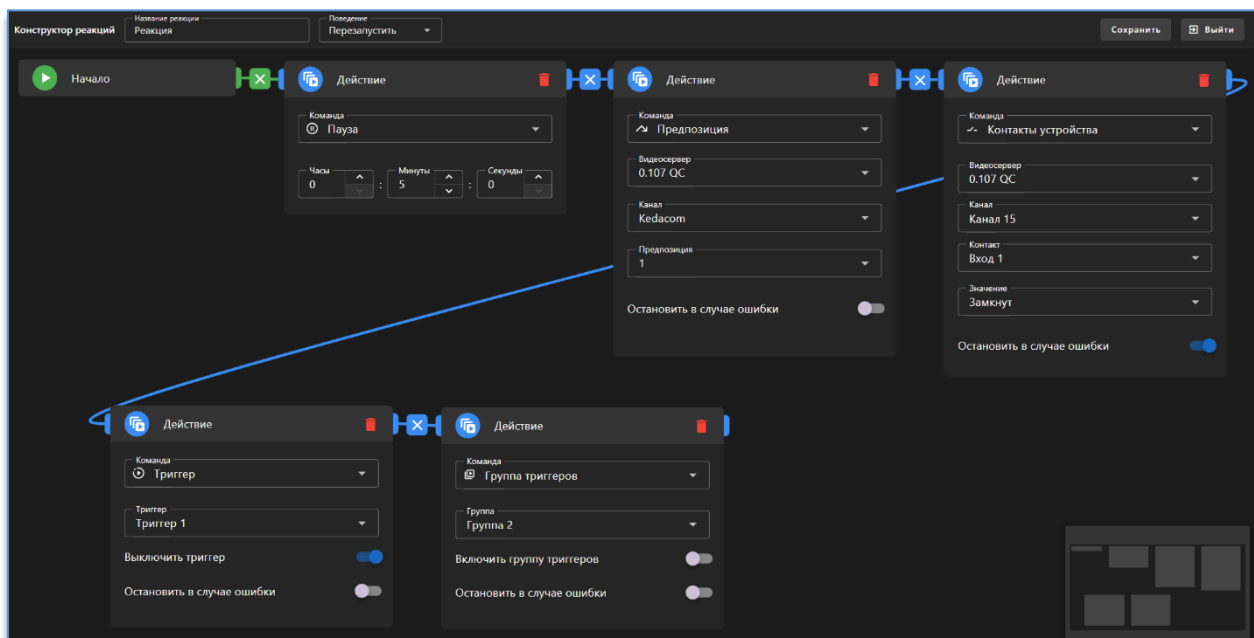 Конструктор реакций
Название реакции
Реакция
Поведение
Перезапустить
Сохранить
Выйти
Начало
Действие
Команда
Пауза
Часы
0
:
Минуты
5
:
Секунды
0
Действие
Команда
Предпозиция
Видеосервер
0.107 QC
Канал
Kedacom
Предпозиция
1
Остановить в случае ошибки
Действие
Команда
Контакты устройства
Видеосервер
0.107 QC
Канал
Канал 15
Контакт
Вход 1
Значение
Замкнут
Остановить в случае ошибки
Действие
Команда
Триггер
Триггер
Триггер 1
Выключить триггер
Остановить в случае ошибки
Действие
Команда
Группа триггеров
Группа
Группа 2
Включить группу триггеров
Остановить в случае ошибки